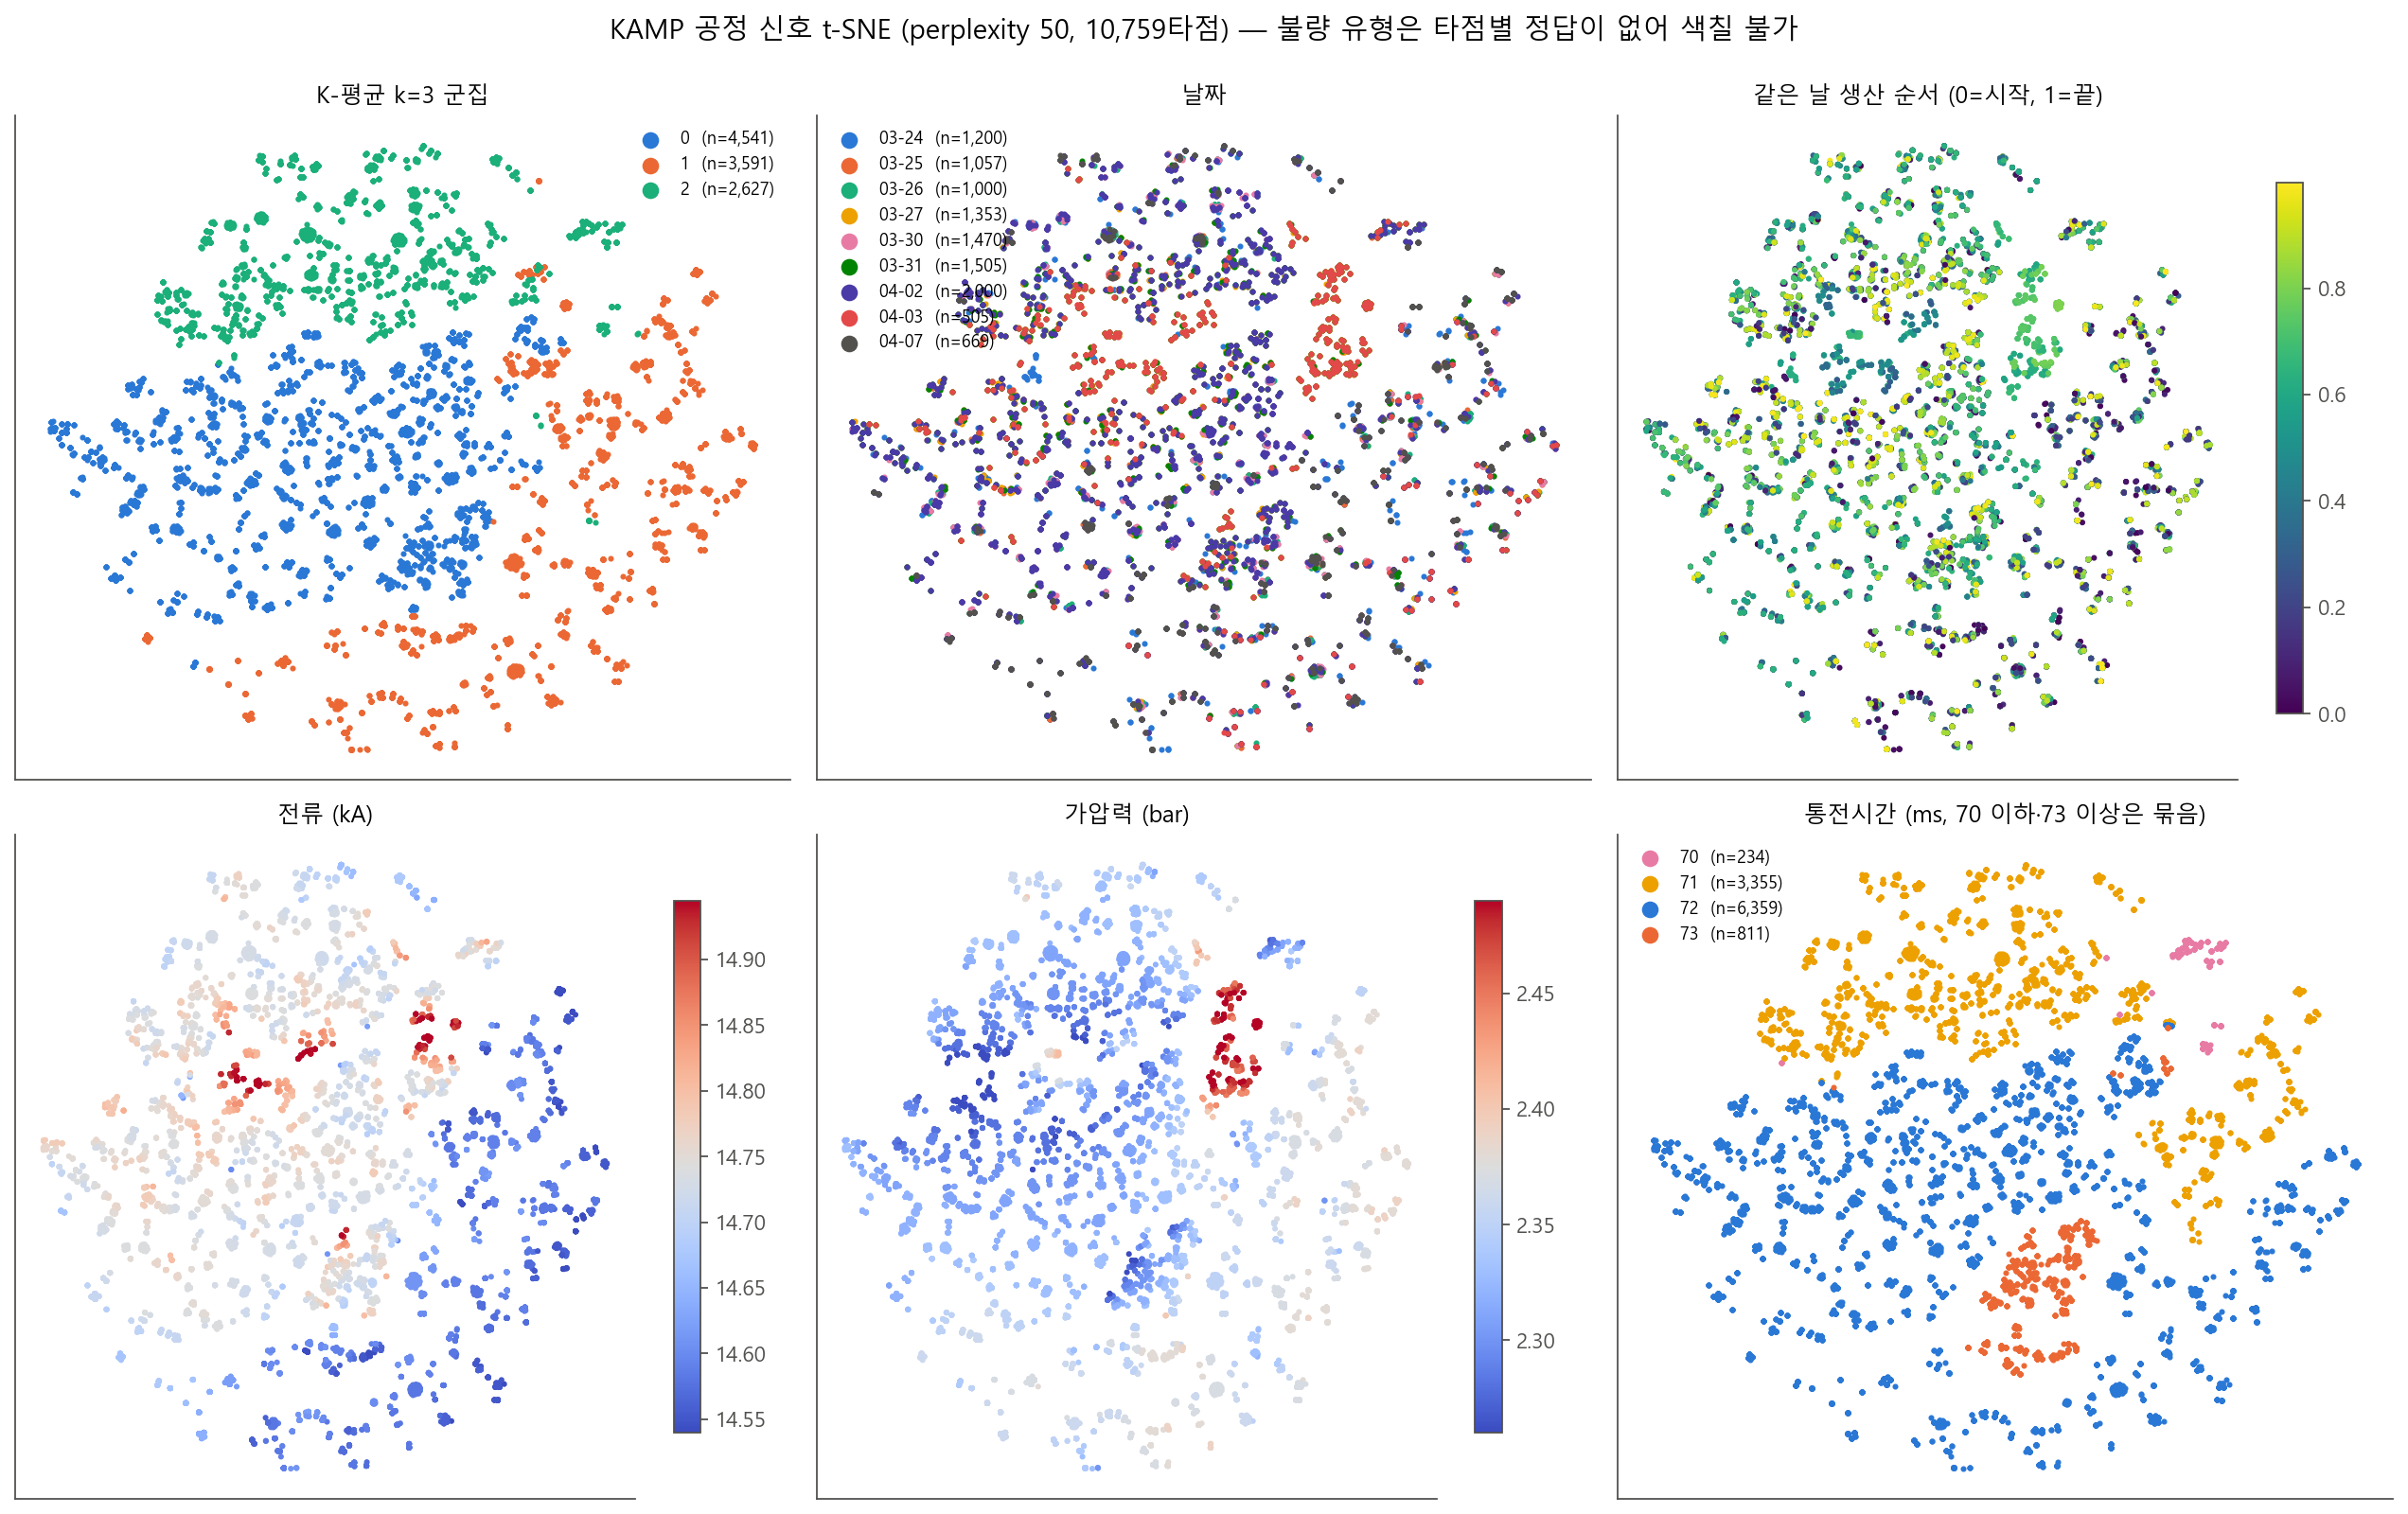 KAMP 공정 신호 t-SNE (perplexity 50, 10,759타점) — 불량 유형은 타점별 정답이 없어 색칠 불가
K-평균 k=3 군집
0 (n=4,541)
1 (n=3,591)
2 (n=2,627)
날짜
03-24 (n=1,200)
03-25 (n=1,057)
03-26 (n=1,000)
03-27 (n=1,353)
03-30 (n=1,470)
03-31 (n=1,505)
04-02 (n=2,000)
04-03 (n=505)
04-07 (n=669)
같은 날 생산 순서 (0=시작, 1=끝)
0.8
0.6
0.4
0.2
0.0
전류 (kA)
14.90
14.85
14.80
14.75
14.70
14.65
14.60
14.55
가압력 (bar)
2.45
2.40
2.35
2.30
통전시간 (ms, 70 이하·73 이상은 묶음)
70 (n=234)
71 (n=3,355)
72 (n=6,359)
73 (n=811)